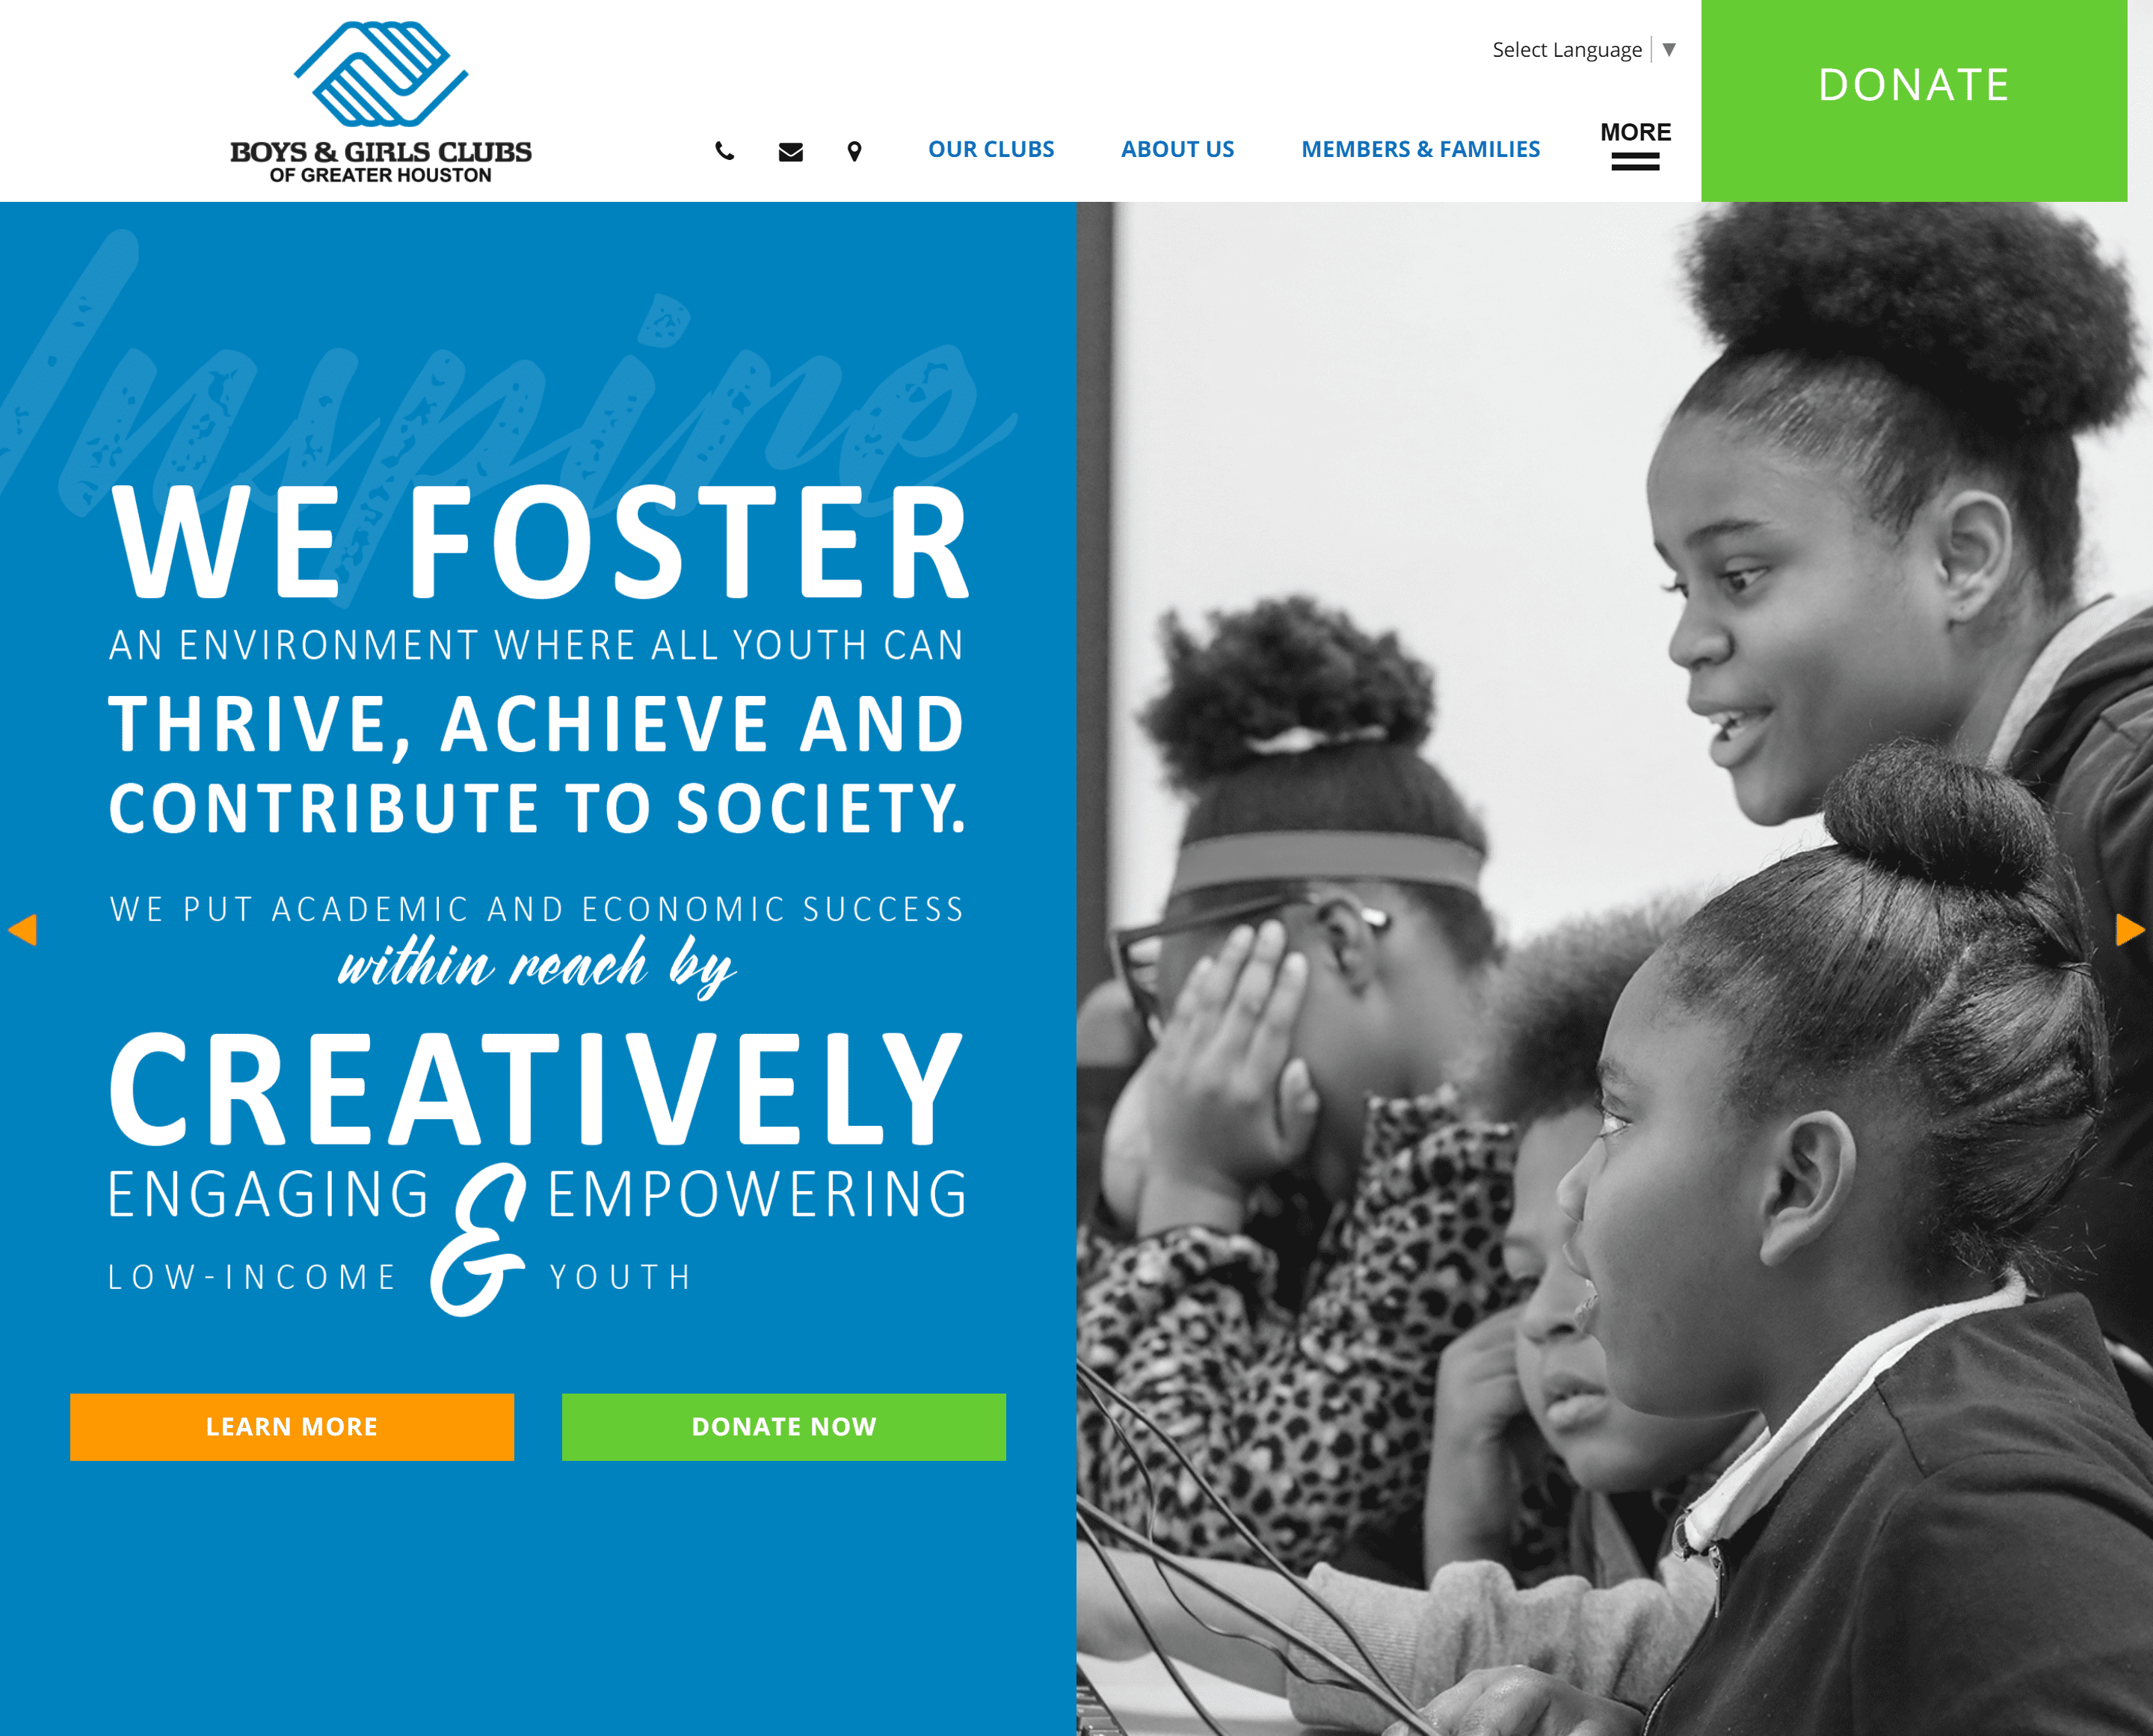 BOYS & GIRLS CLUBS
OF GREATER HOUSTON
Select Language ▼
OUR CLUBS
ABOUT US
MEMBERS & FAMILIES
MORE
DONATE
Inspire
WE FOSTER
AN ENVIRONMENT WHERE ALL YOUTH CAN
THRIVE, ACHIEVE AND
CONTRIBUTE TO SOCIETY.
WE PUT ACADEMIC AND ECONOMIC SUCCESS
within reach by
CREATIVELY
ENGAGING & EMPOWERING
LOW-INCOME YOUTH
LEARN MORE
DONATE NOW